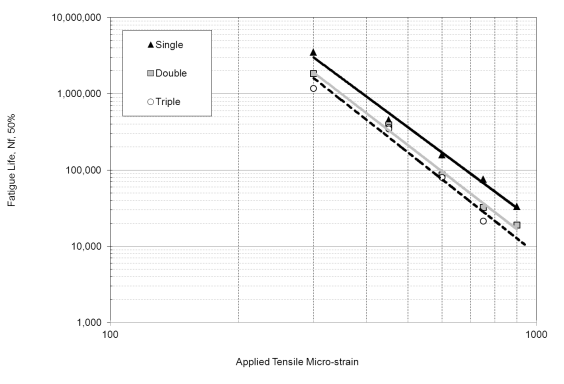 10,000,000
1,000,000
100,000
10,000
1,000
Fatigue Life, Nf, 50%
Single
Double
Triple
100
1000
Applied Tensile Micro-strain